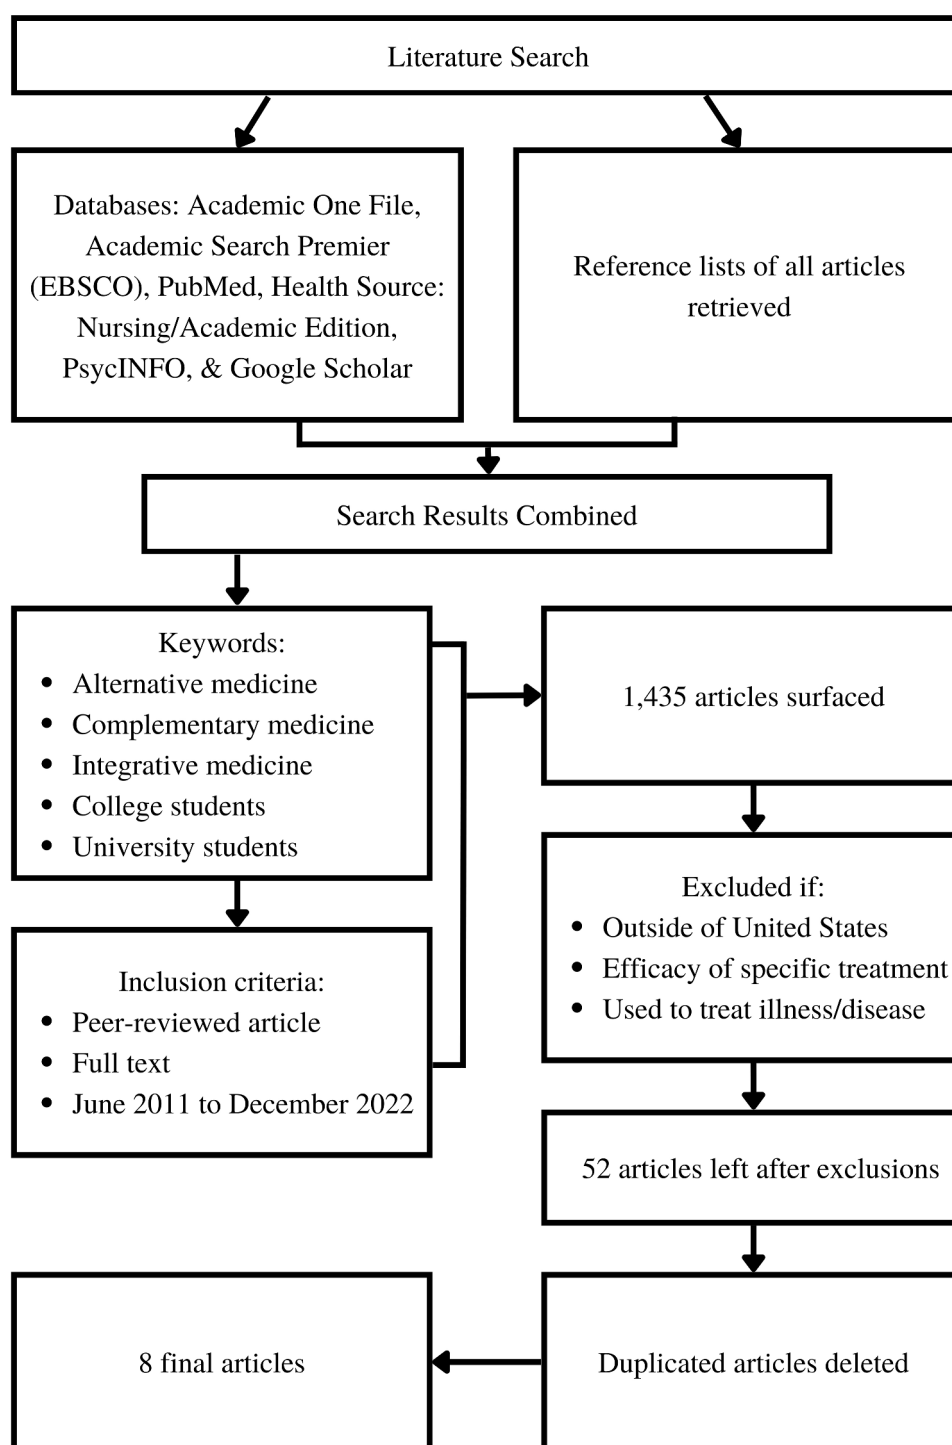 Literature Search
Databases: Academic One File,
Academic Search Premier
(EBSCO), PubMed, Health Source:
Nursing/Academic Edition,
PsycINFO, & Google Scholar
Reference lists of all articles
retrieved
Search Results Combined
Keywords:
• Alternative medicine
• Complementary medicine
• Integrative medicine
• College students
• University students
1,435 articles surfaced
Inclusion criteria:
• Peer-reviewed article
• Full text
• June 2011 to December 2022
Excluded if:
• Outside of United States
• Efficacy of specific treatment
• Used to treat illness/disease
52 articles left after exclusions
Duplicated articles deleted
8 final articles